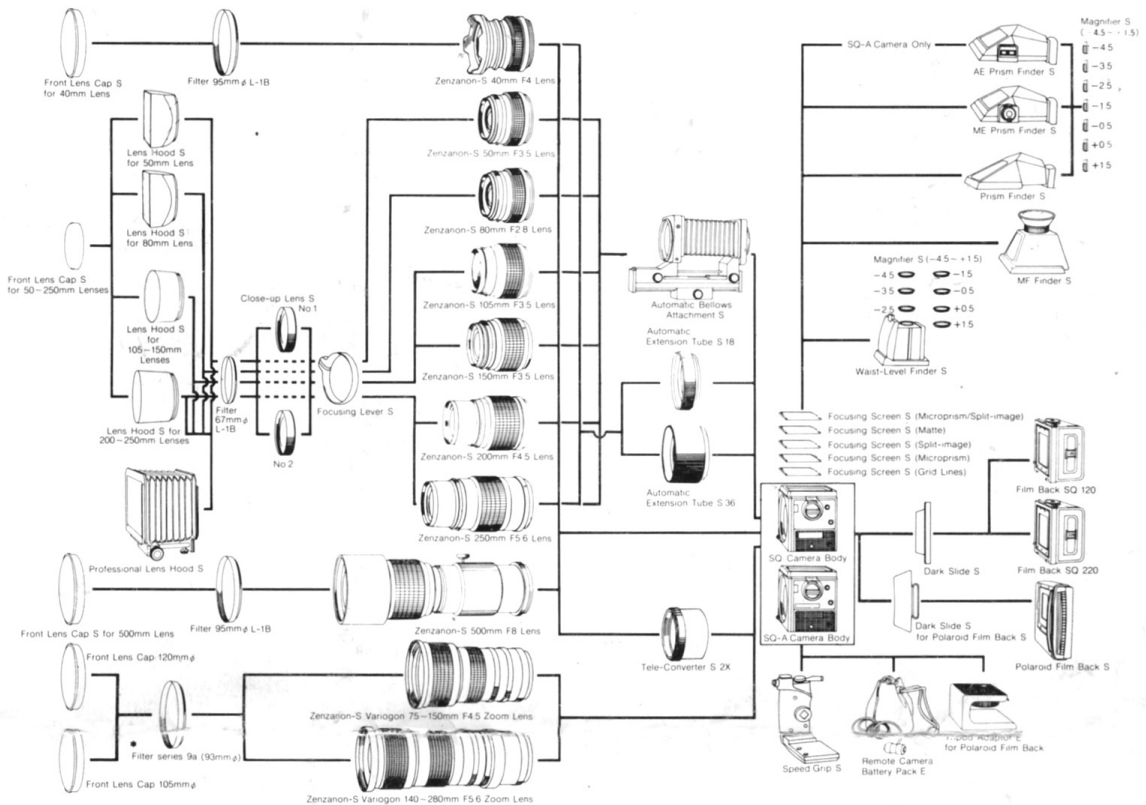 Front Lens Cap S
for 40mm Lens
Filter 95mmφ L-1B
Zenzanon-S 40mm F4 Lens
SQ-A Camera Only
AE Prism Finder S
Magnifier S
(-4.5~+1.5)
-4.5
-3.5
-2.5
-1.5
-0.5
+0.5
+1.5
Lens Hood S
for 50mm Lens
Zenzanon-S 50mm F3.5 Lens
ME Prism Finder S
Lens Hood S
for 80mm Lens
Zenzanon-S 80mm F2.8 Lens
Prism Finder S
Front Lens Cap S
for 50~250mm Lenses
Lens Hood S
for
105~150mm
Lenses
Close-up Lens S
No 1
Zenzanon-S 105mm F3.5 Lens
Automatic Bellows
Attachment S
Magnifier S (-4.5~+1.5)
-4.5
-1.5
-3.5
-0.5
-2.5
+0.5
+1.5
MF Finder S
Waist-Level Finder S
Lens Hood S for
200~250mm Lenses
Filter
67mmφ
L-1B
No 2
Focusing Lever S
Zenzanon-S 150mm F3.5 Lens
Automatic
Extension Tube S 18
Zenzanon-S 200mm F4.5 Lens
Automatic
Extension Tube S 36
Focusing Screen S (Microprism/Split-image)
Focusing Screen S (Matte)
Focusing Screen S (Split-image)
Focusing Screen S (Microprism)
Focusing Screen S (Grid Lines)
Professional Lens Hood S
Zenzanon-S 250mm F5.6 Lens
SQ Camera Body
Film Back SQ 120
Dark Slide S
Film Back SQ 220
Front Lens Cap S for 500mm Lens
Filter 95mmφ L-1B
Zenzanon-S 500mm F8 Lens
SQ-A Camera Body
Dark Slide S
for Polaroid Film Back S
Polaroid Film Back S
Tele-Converter S 2X
Front Lens Cap 120mmφ
Zenzanon-S Variogon 75~150mm F4.5 Zoom Lens
Filter series 9a (93mmφ)
Front Lens Cap 105mmφ
Zenzanon-S Variogon 140~280mm F5.6 Zoom Lens
Speed Grip S
Remote Camera
Battery Pack E
Tripod Adaptor E
for Polaroid Film Back